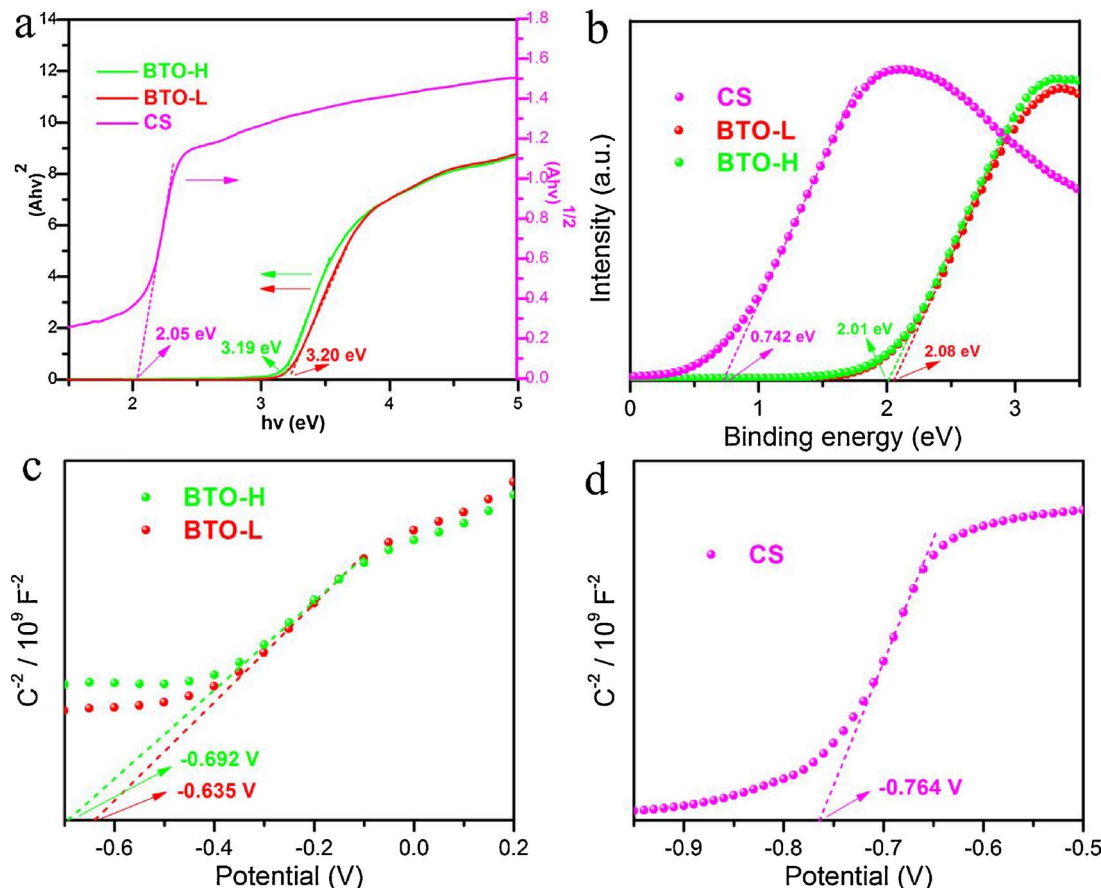 a
14
12
10
8
6
4
2
0
(Ahv)²
BTO-H
BTO-L
CS
2.05 eV
3.19 eV
3.20 eV
2
3
4
5
hv (eV)
1.8
1.6
1.4
1.2
1.0
0.8
0.6
0.4
0.2
0.0
(Ahv)^1/2
b
CS
BTO-L
BTO-H
Intensity (a.u.)
0.742 eV
2.01 eV
2.08 eV
0
1
2
3
Binding energy (eV)
c
BTO-H
BTO-L
C⁻² / 10⁹ F⁻²
-0.692 V
-0.635 V
-0.6
-0.4
-0.2
0.0
0.2
Potential (V)
d
CS
C⁻² / 10⁹ F⁻²
-0.764 V
-0.9
-0.8
-0.7
-0.6
-0.5
Potential (V)